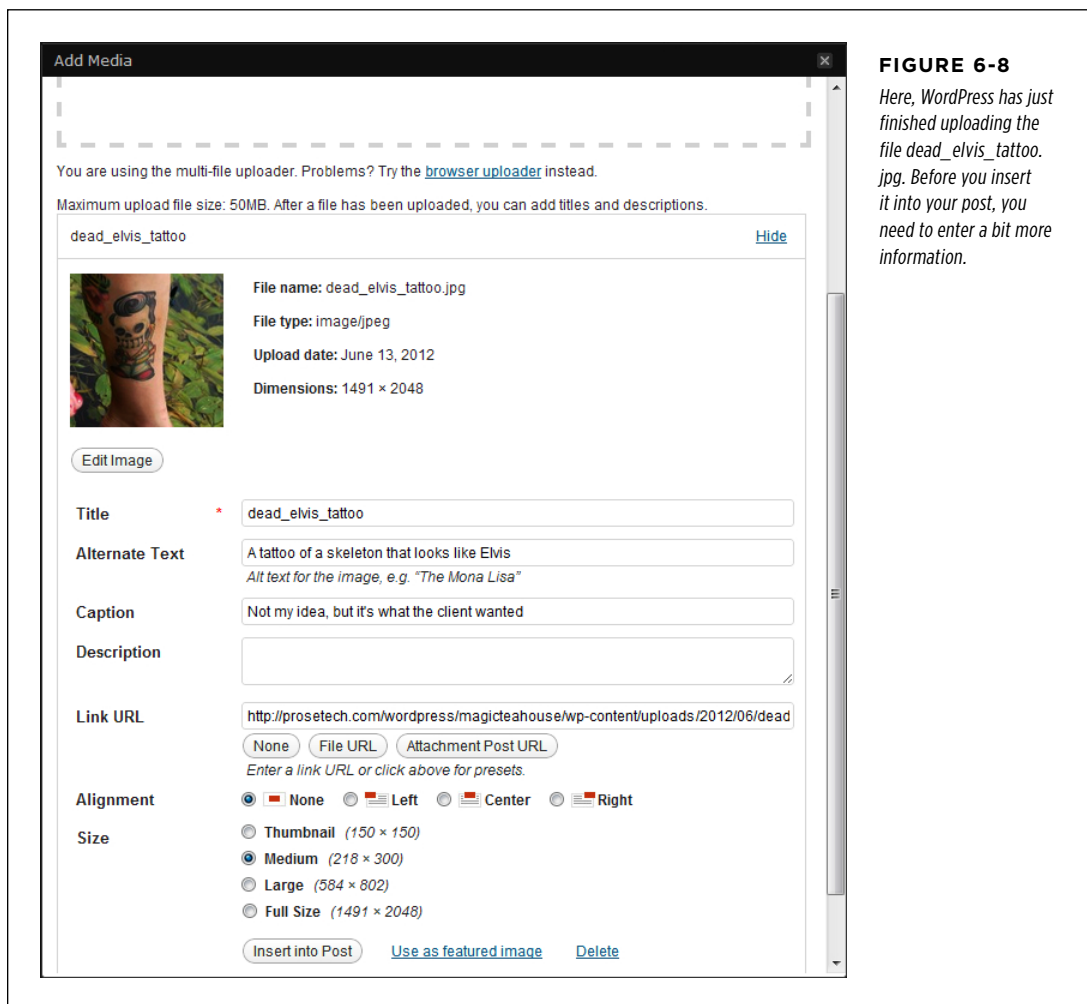 Add Media
You are using the multi-file uploader. Problems? Try the browser uploader instead.
Maximum upload file size: 50MB. After a file has been uploaded, you can add titles and descriptions.
dead_elvis_tattoo Hide
File name: dead_elvis_tattoo.jpg
File type: image/jpeg
Upload date: June 13, 2012
Dimensions: 1491 × 2048
Edit Image
Title * dead_elvis_tattoo
Alternate Text A tattoo of a skeleton that looks like Elvis
Alt text for the image, e.g. “The Mona Lisa”
Caption Not my idea, but it's what the client wanted
Description
Link URL http://prosetech.com/wordpress/magicteahouse/wp-content/uploads/2012/06/dead
None File URL Attachment Post URL
Enter a link URL or click above for presets.
Alignment None Left Center Right
Size Thumbnail (150 × 150)
Medium (218 × 300)
Large (584 × 802)
Full Size (1491 × 2048)
Insert into Post Use as featured image Delete
FIGURE 6-8
Here, WordPress has just
finished uploading the
file dead_elvis_tattoo.
jpg. Before you insert
it into your post, you
need to enter a bit more
information.